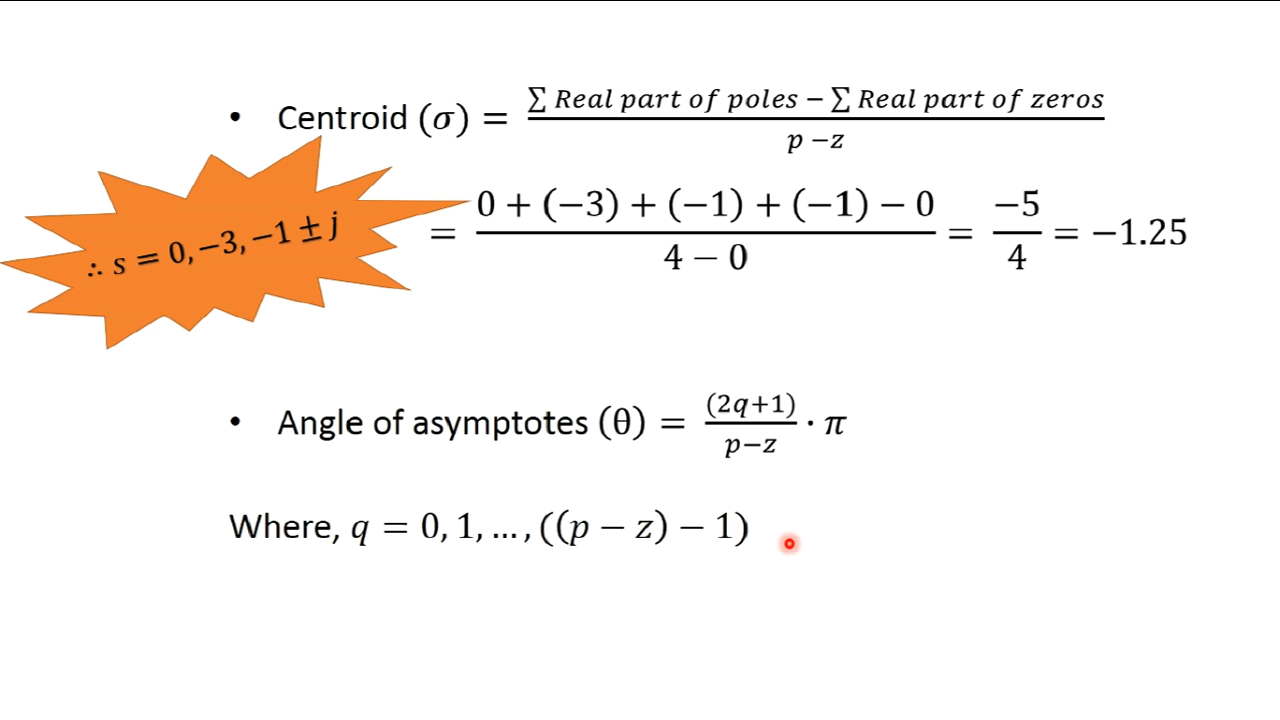 • Centroid (σ) = (∑ Real part of poles − ∑ Real part of zeros) / (p −z)
∴ s = 0, −3, −1 ± j
= (0 + (−3) + (−1) + (−1) − 0) / (4 − 0) = −5 / 4 = −1.25
• Angle of asymptotes (θ) = (2q+1) / (p−z) · π
Where, q = 0, 1, ... , ((p − z) − 1)